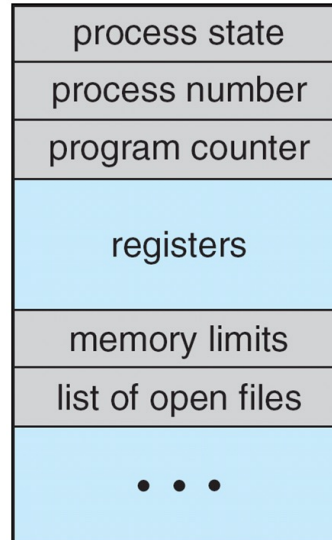 process state
process number
program counter
registers
memory limits
list of open files
• • •